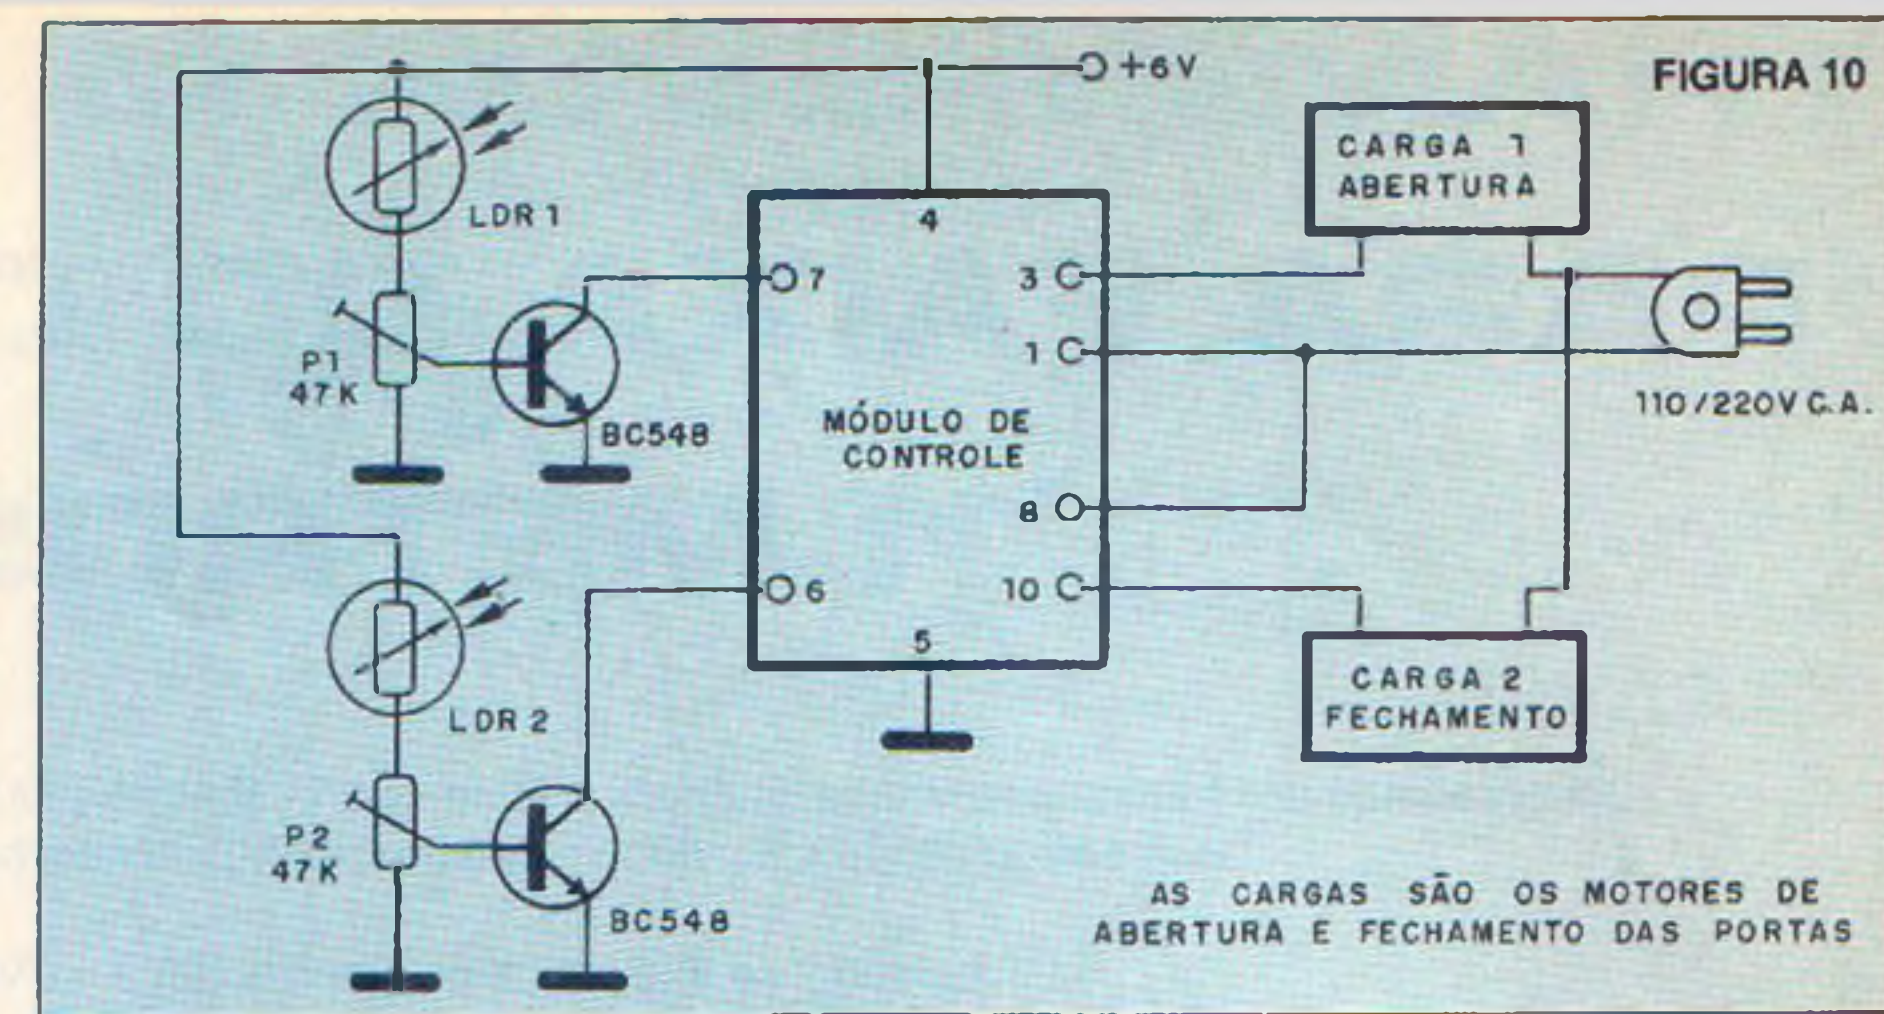 FIGURA 10
+6V
CARGA 1
ABERTURA
LDR 1
4
7
3
P1
47K
1
BC548
MÓDULO DE
CONTROLE
110/220V C.A.
8
6
10
5
LDR 2
CARGA 2
FECHAMENTO
P2
47K
BC548
AS CARGAS SÃO OS MOTORES DE
ABERTURA E FECHAMENTO DAS PORTAS